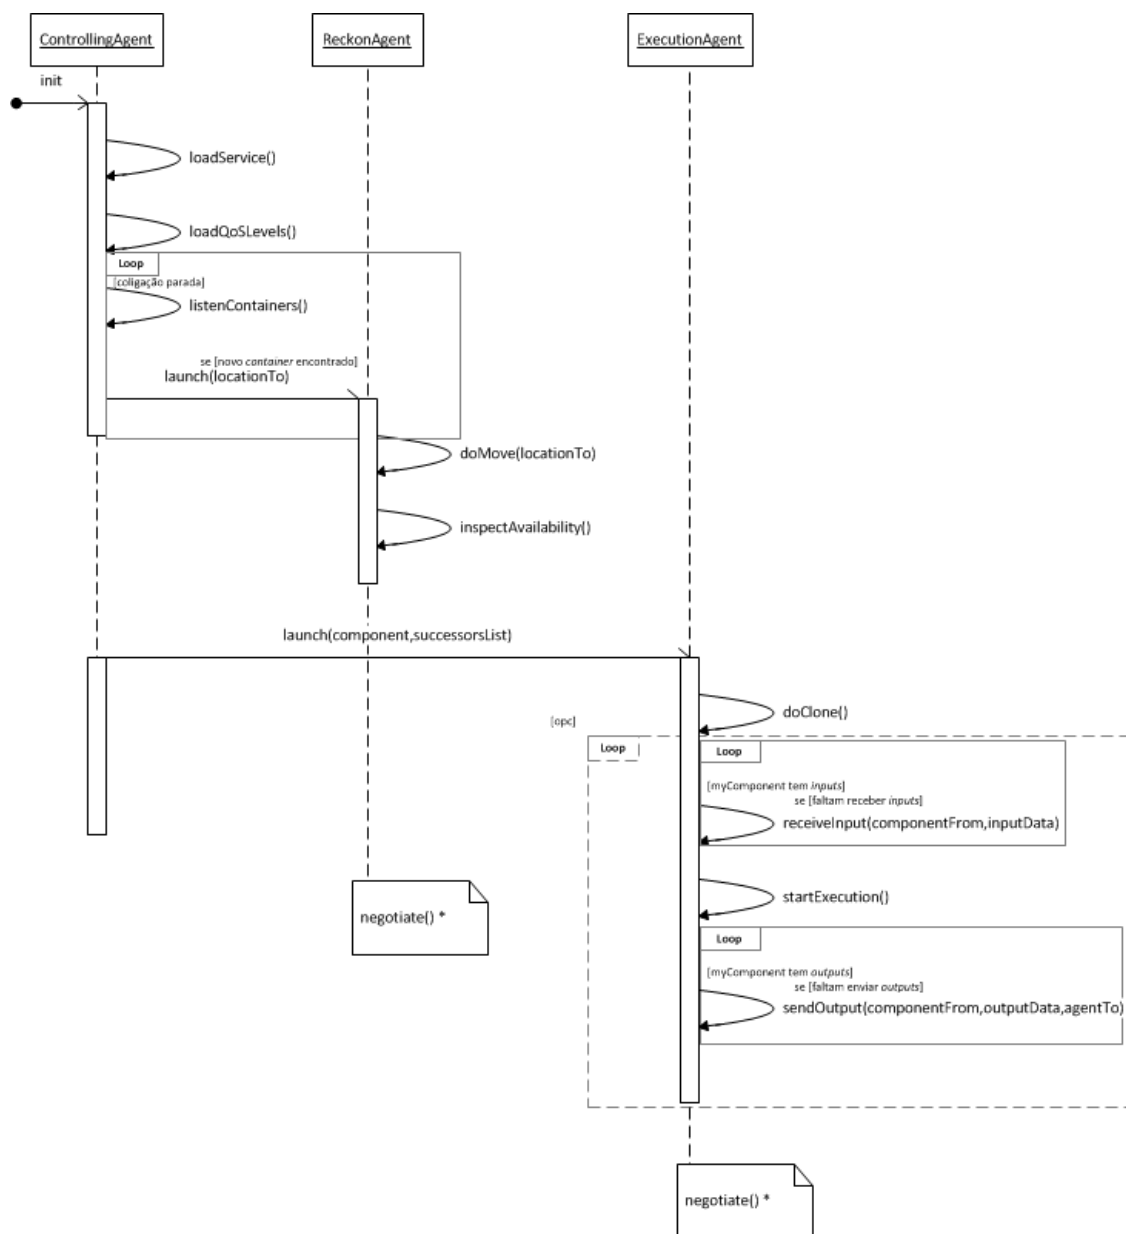 ControllingAgent
ReckonAgent
ExecutionAgent
init
loadService()
loadQoSLevels()
Loop
[coligação parada]
listenContainers()
se [novo container encontrado]
launch(locationTo)
doMove(locationTo)
inspectAvailability()
launch(component,successorsList)
doClone()
[opc]
Loop
Loop
[myComponent tem inputs]
se [faltam receber inputs]
receiveInput(componentFrom,inputData)
startExecution()
negotiate() *
Loop
[myComponent tem outputs]
se [faltam enviar outputs]
sendOutput(componentFrom,outputData,agentTo)
negotiate() *